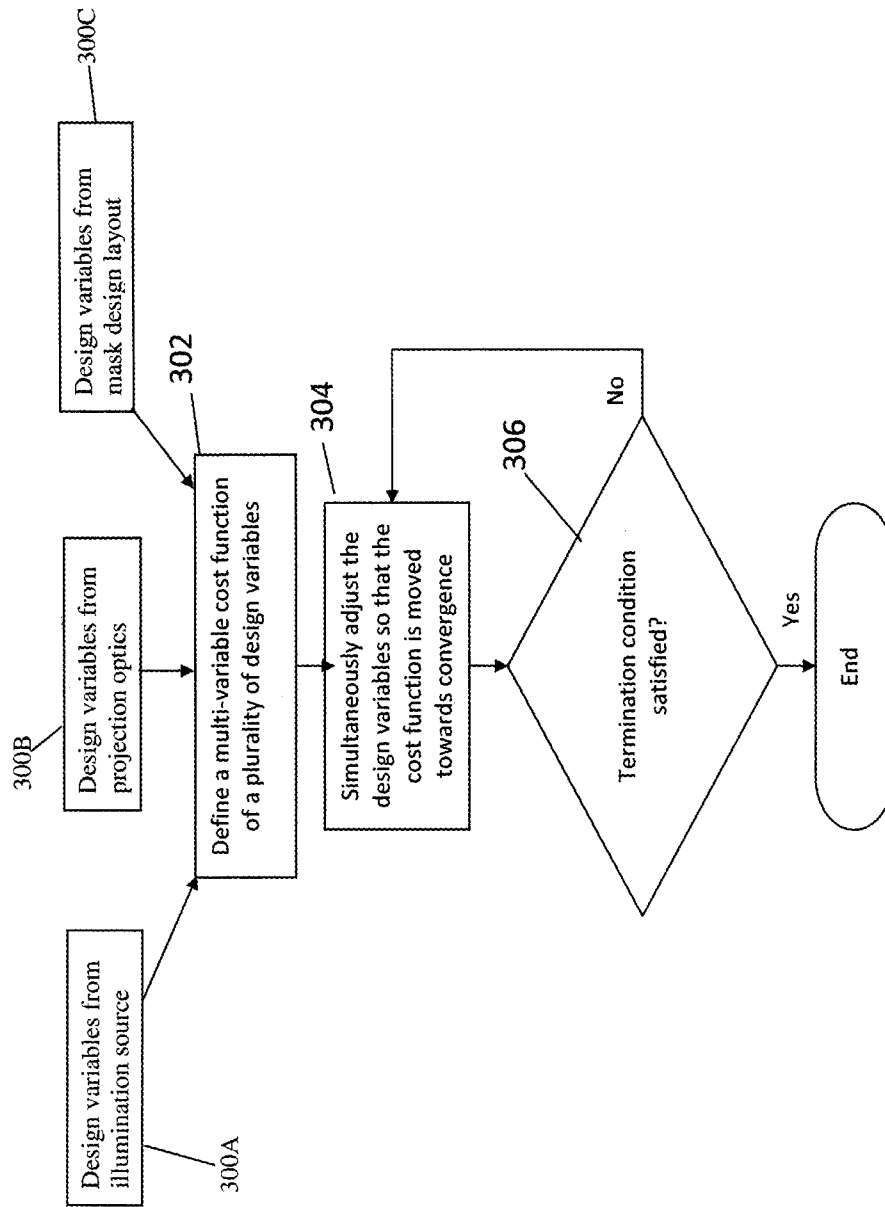 300A
Design variables from
illumination source
300B
Design variables from
projection optics
300C
Design variables from
mask design layout
302
Define a multi-variable cost function
of a plurality of design variables
304
Simultaneously adjust the
design variables so that the
cost function is moved
towards convergence
306
Termination condition
satisfied?
No
Yes
End